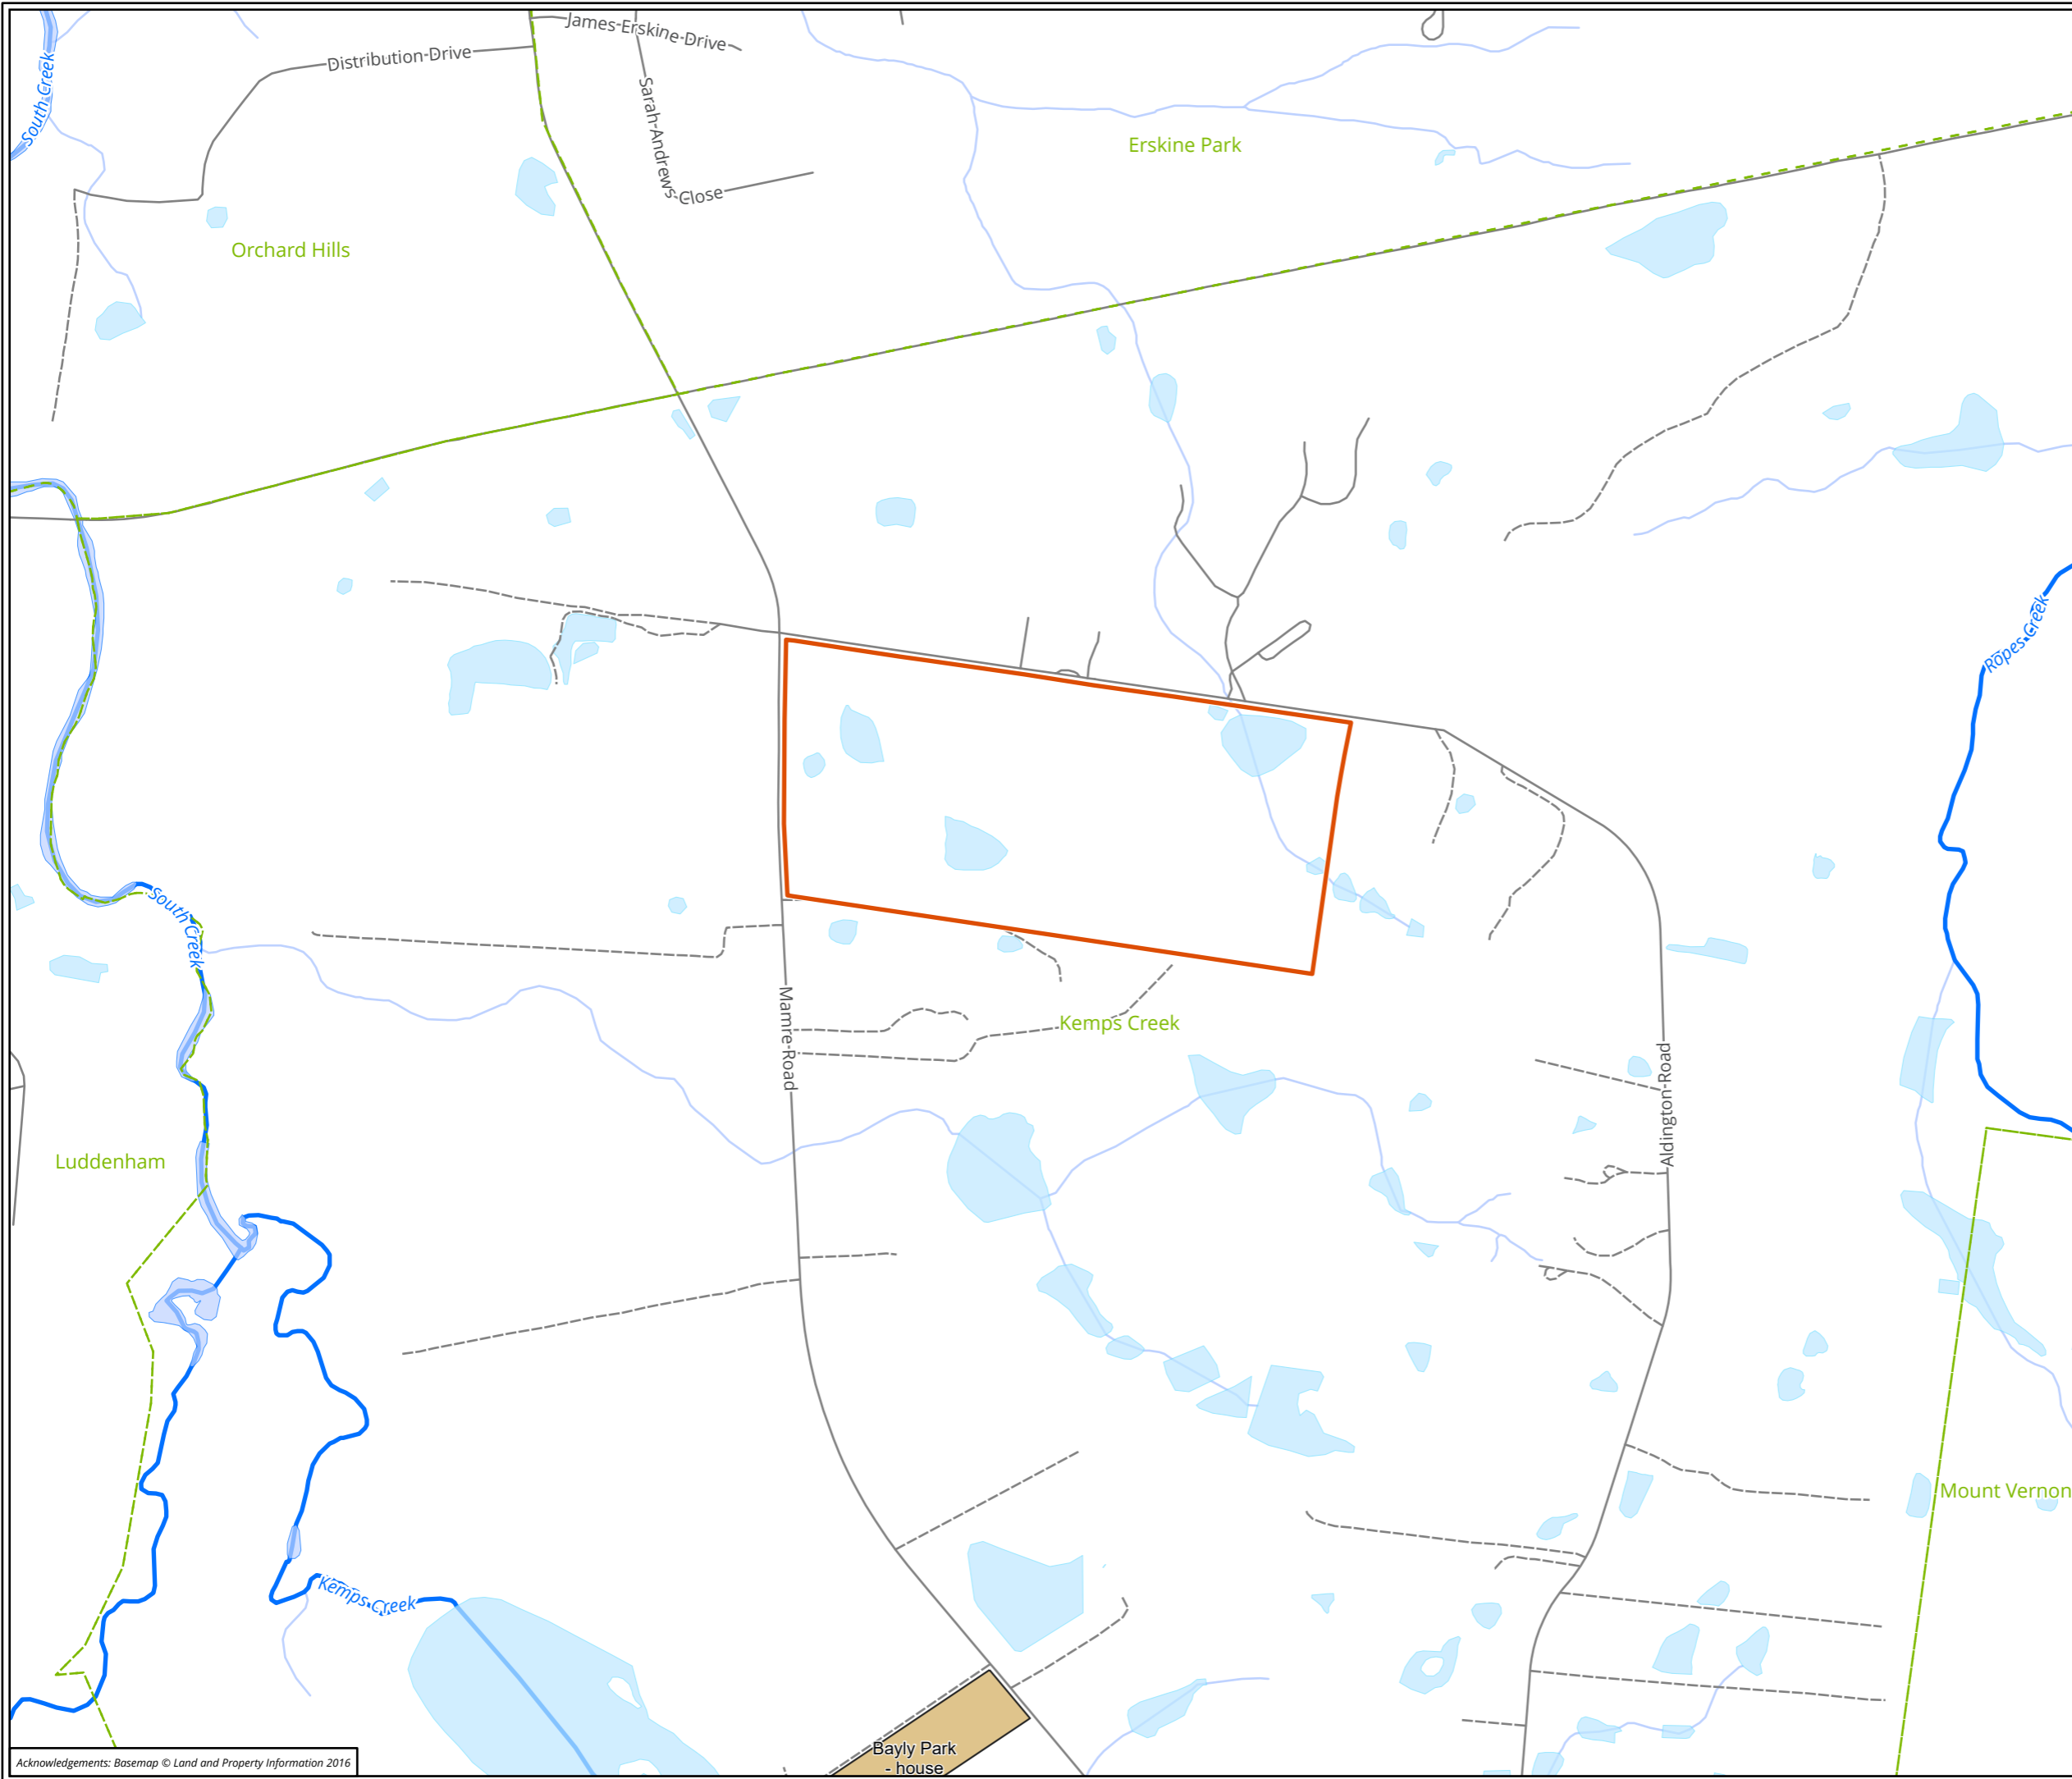 James-Erskine-Drive
Distribution-Drive
South-Creek
Sarah-Andrews-Close
Erskine Park
Orchard Hills
Ropes-Creek
South-Creek
Mamre-Road
Kemps Creek
Aldington-Road
Luddenham
Mount Vernon
Kemps-Creek
Bayly Park
- house
Acknowledgements: Basemap © Land and Property Information 2016